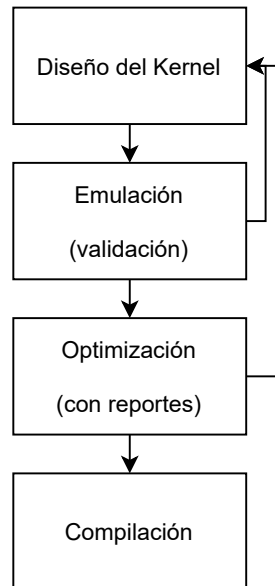 Diseño del Kernel
Emulación
(validación)
Optimización
(con reportes)
Compilación